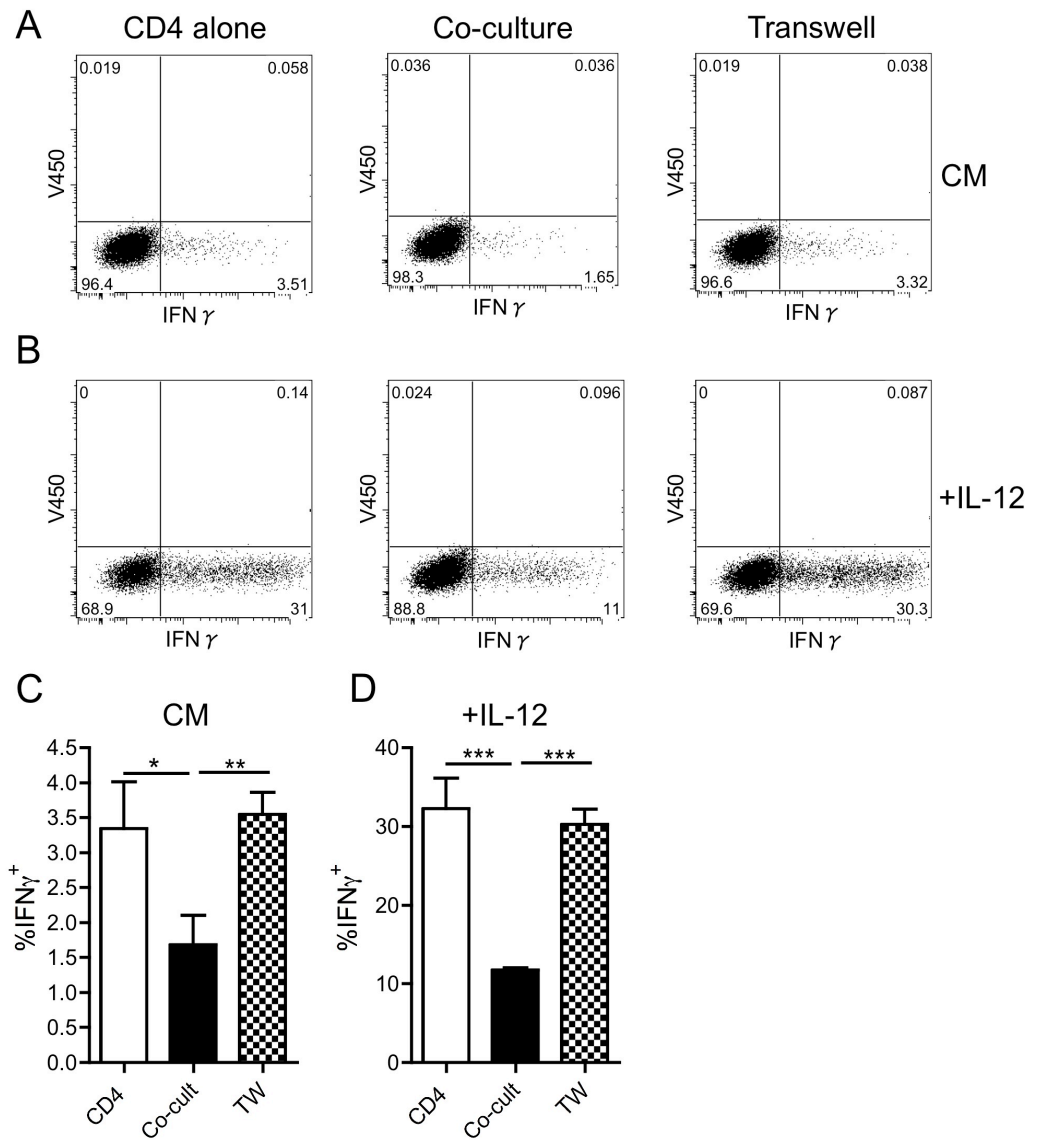 A
CD4 alone
Co-culture
Transwell
0.019 0.058
0.036 0.036
0.019 0.038
V450
V450
V450
CM
96.4 3.51
98.3 1.65
96.6 3.32
IFN γ
IFN γ
IFN γ
B
0 0.14
0.024 0.096
0 0.087
V450
V450
V450
+IL-12
68.9 31
88.8 11
69.6 30.3
IFN γ
IFN γ
IFN γ
C
CM
%IFNγ+
4.5
4.0
3.5
3.0
2.5
2.0
1.5
1.0
0.5
0.0
*
**
CD4
Co-cult
TW
D
+IL-12
%IFNγ+
40
30
20
10
0
***
***
CD4
Co-cult
TW